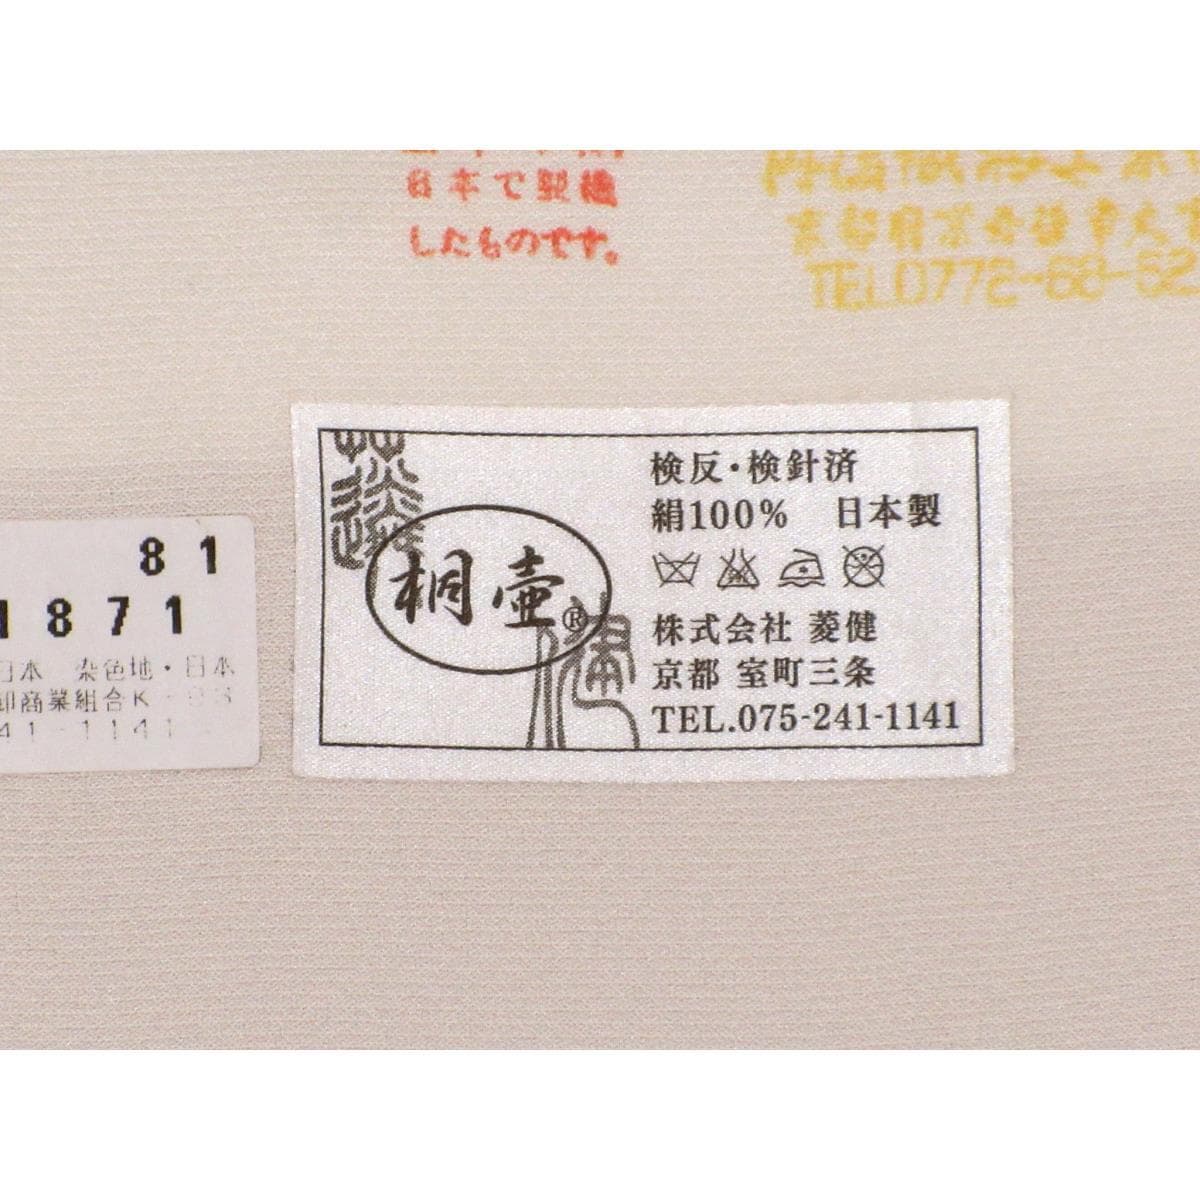 日本で製織
したものです。
TEL.0772-68-52
81
1871
日本 染色地・日本
卸商業組合K
41-1141
桐壷®
検反・検針済
絹100% 日本製
株式会社 菱健
京都 室町三条
TEL.075-241-1141